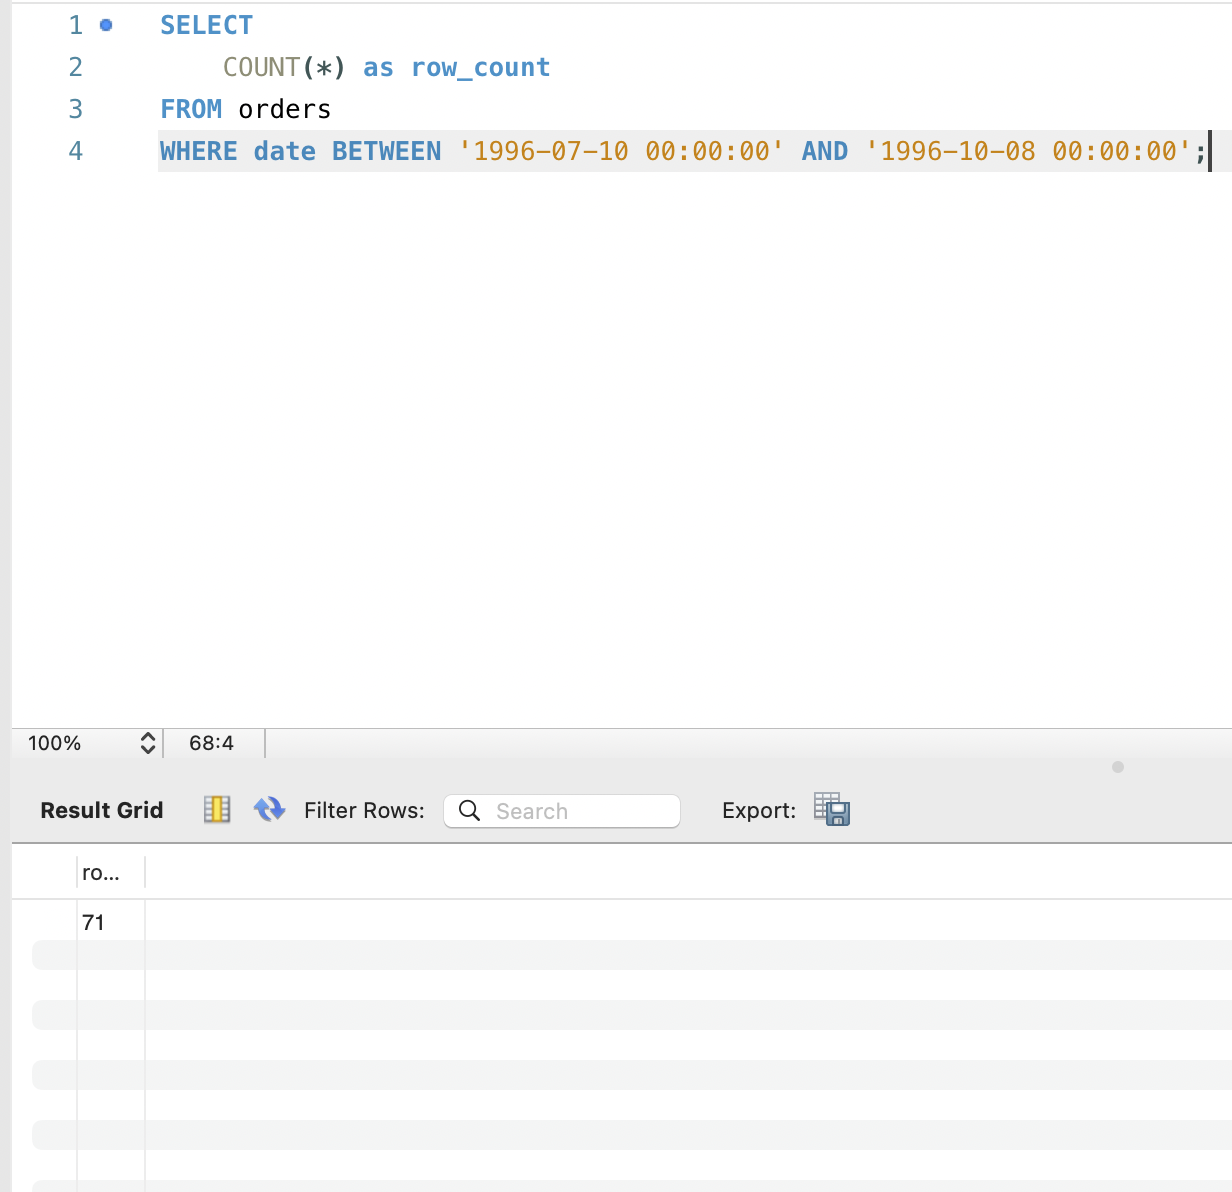 1 SELECT
2 COUNT(*) as row_count
3 FROM orders
4 WHERE date BETWEEN '1996-07-10 00:00:00' AND '1996-10-08 00:00:00';
100% 68:4
Result Grid Filter Rows: Search Export:
ro...
71